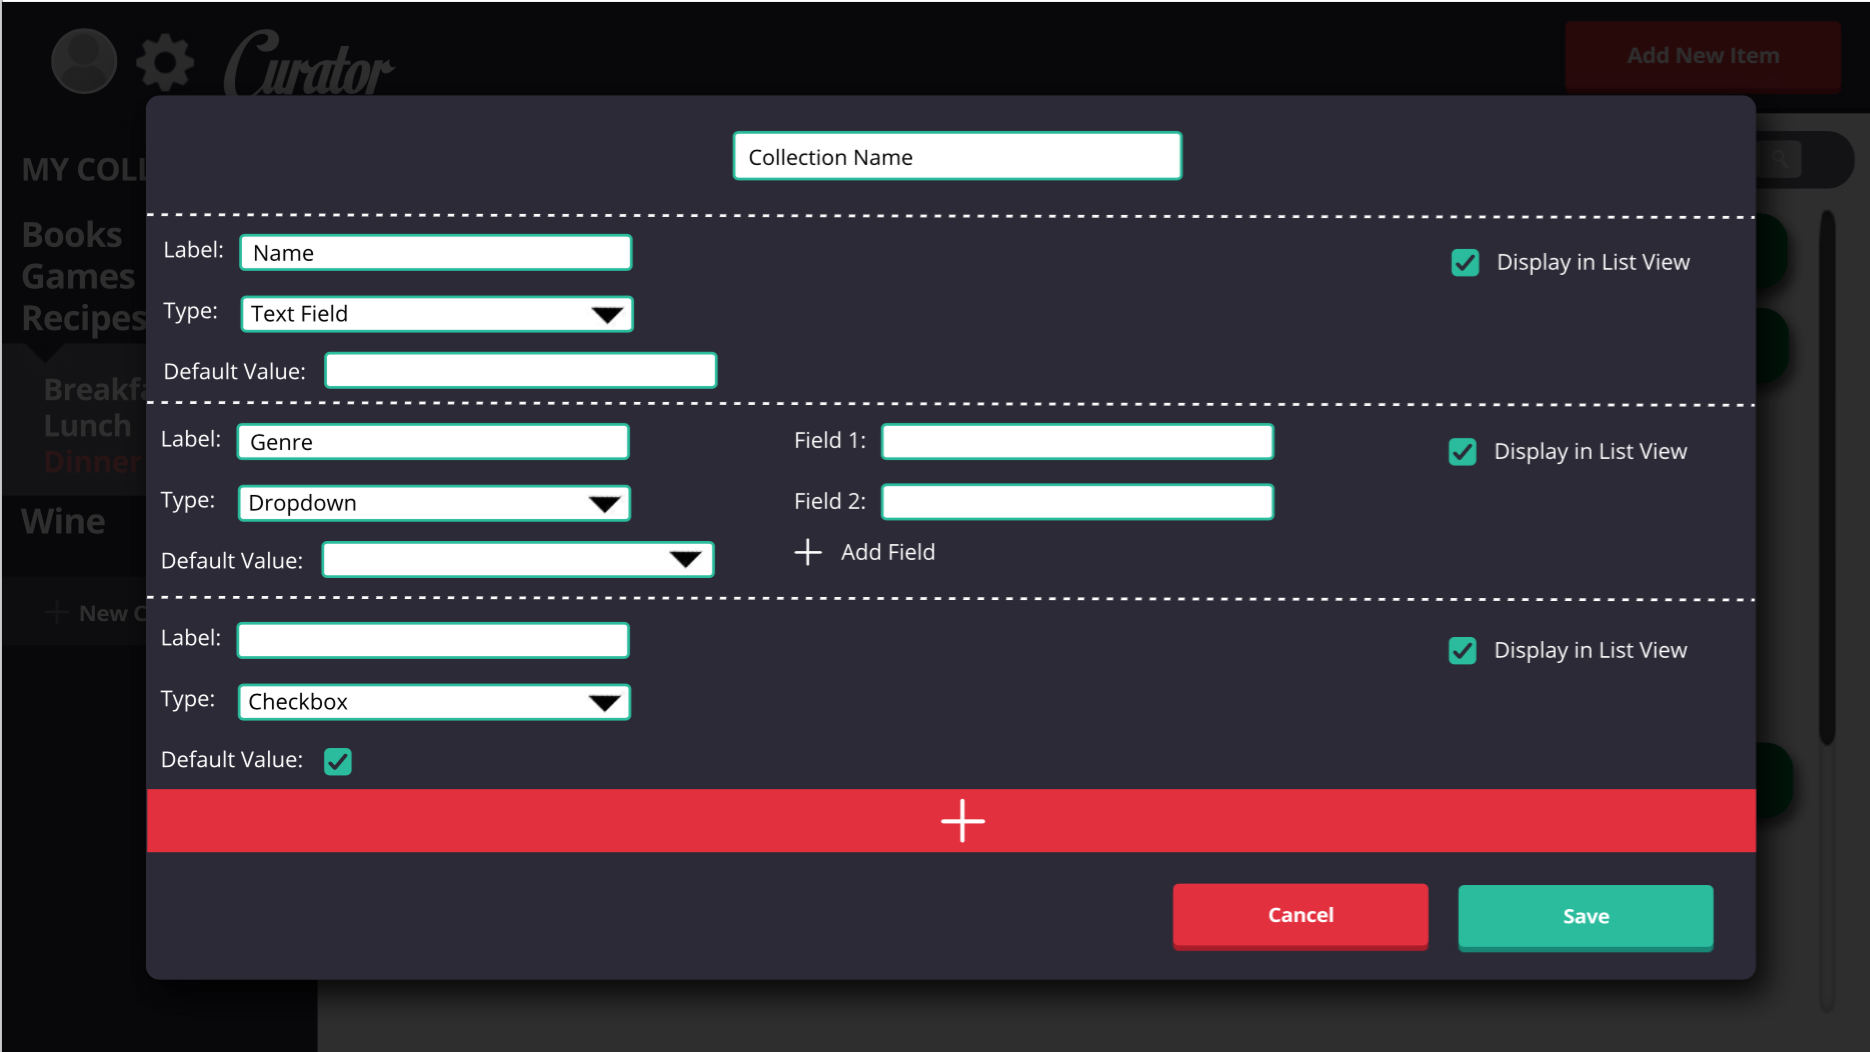 Curator
Add New Item
MY COLL
Books
Games
Recipes
Breakfa
Lunch
Dinner
Wine
New C
Collection Name
Label: Name
Display in List View
Type: Text Field
Default Value:
Label: Genre
Field 1:
Display in List View
Type: Dropdown
Field 2:
Default Value:
Add Field
Label:
Display in List View
Type: Checkbox
Default Value:
Cancel
Save